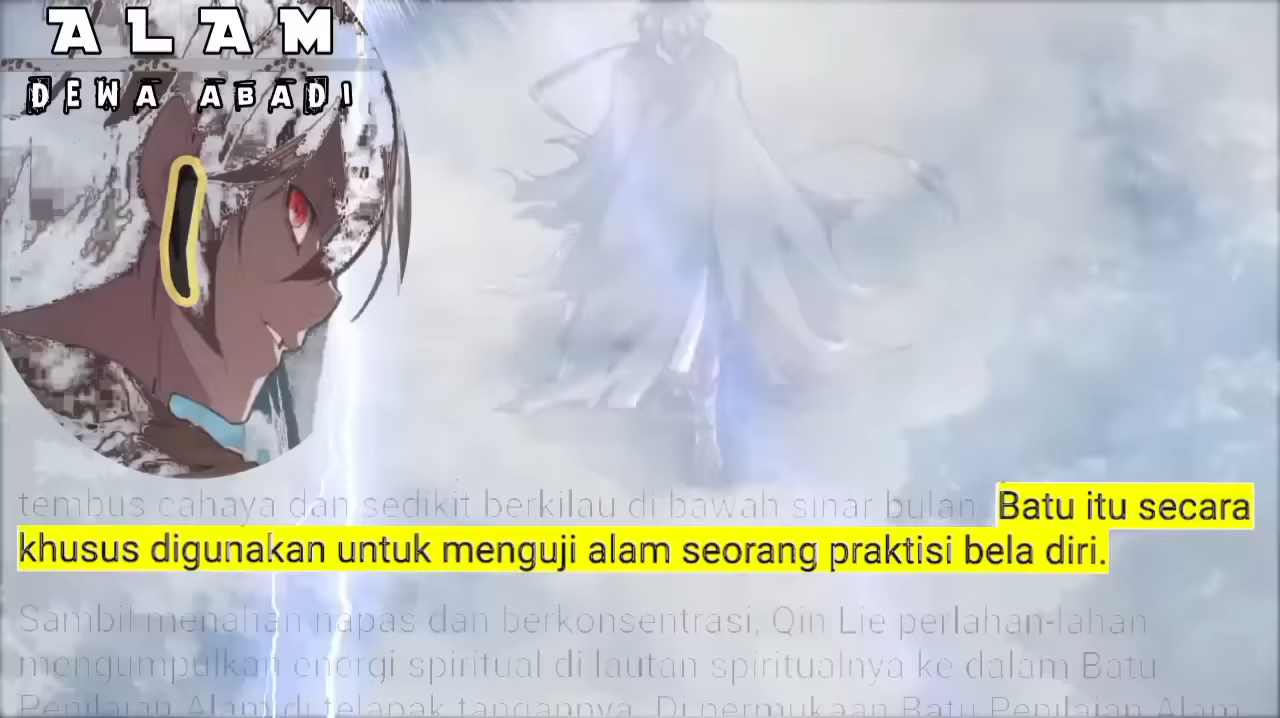 ALAM
DEWA ABADI
tembus cahaya dan sedikit berkilau di bawah sinar bulan. Batu itu secara
khusus digunakan untuk menguji alam seorang praktisi bela diri.
Sambil menahan napas dan berkonsentrasi, Qin Lie perlahan-lahan
mengumpulkan energi spiritual di lautan spiritualnya ke dalam Batu
Penilaian Alam di telapak tangannya. Di permukaan Batu Penilaian Alam